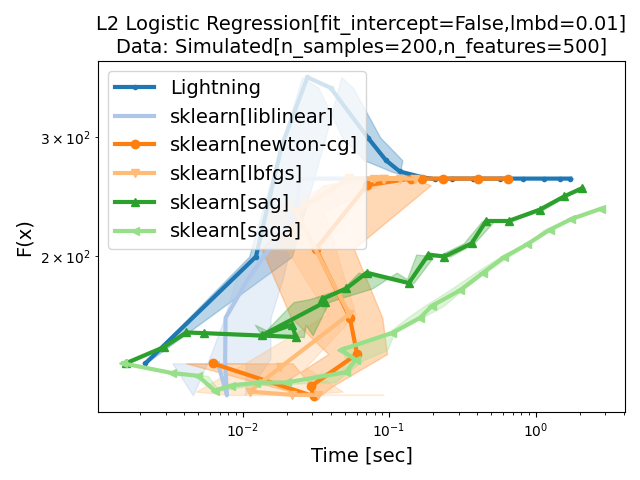 L2 Logistic Regression[fit_intercept=False,lmbd=0.01]
Data: Simulated[n_samples=200,n_features=500]
Lightning
sklearn[liblinear]
sklearn[newton-cg]
sklearn[lbfgs]
sklearn[sag]
sklearn[saga]
3 × 10²
2 × 10²
F(x)
10⁻² 10⁻¹ 10⁰
Time [sec]